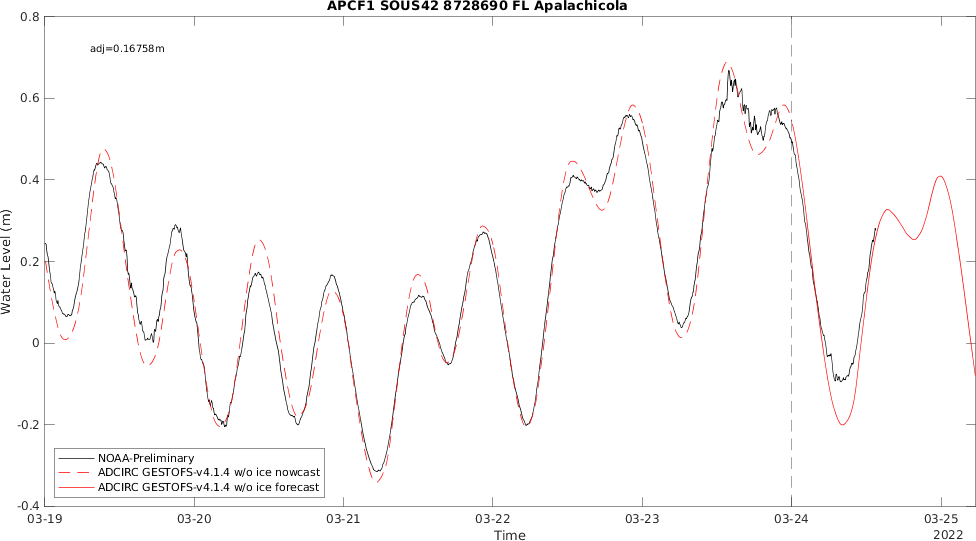 APCF1 SOUS42 8728690 FL Apalachicola
adj=0.16758m
0.8
0.6
0.4
0.2
0
-0.2
-0.4
Water Level (m)
NOAA-Preliminary
ADCIRC GESTOFS-v4.1.4 w/o ice nowcast
ADCIRC GESTOFS-v4.1.4 w/o ice forecast
03-19 03-20 03-21 03-22 03-23 03-24 03-25
Time
2022